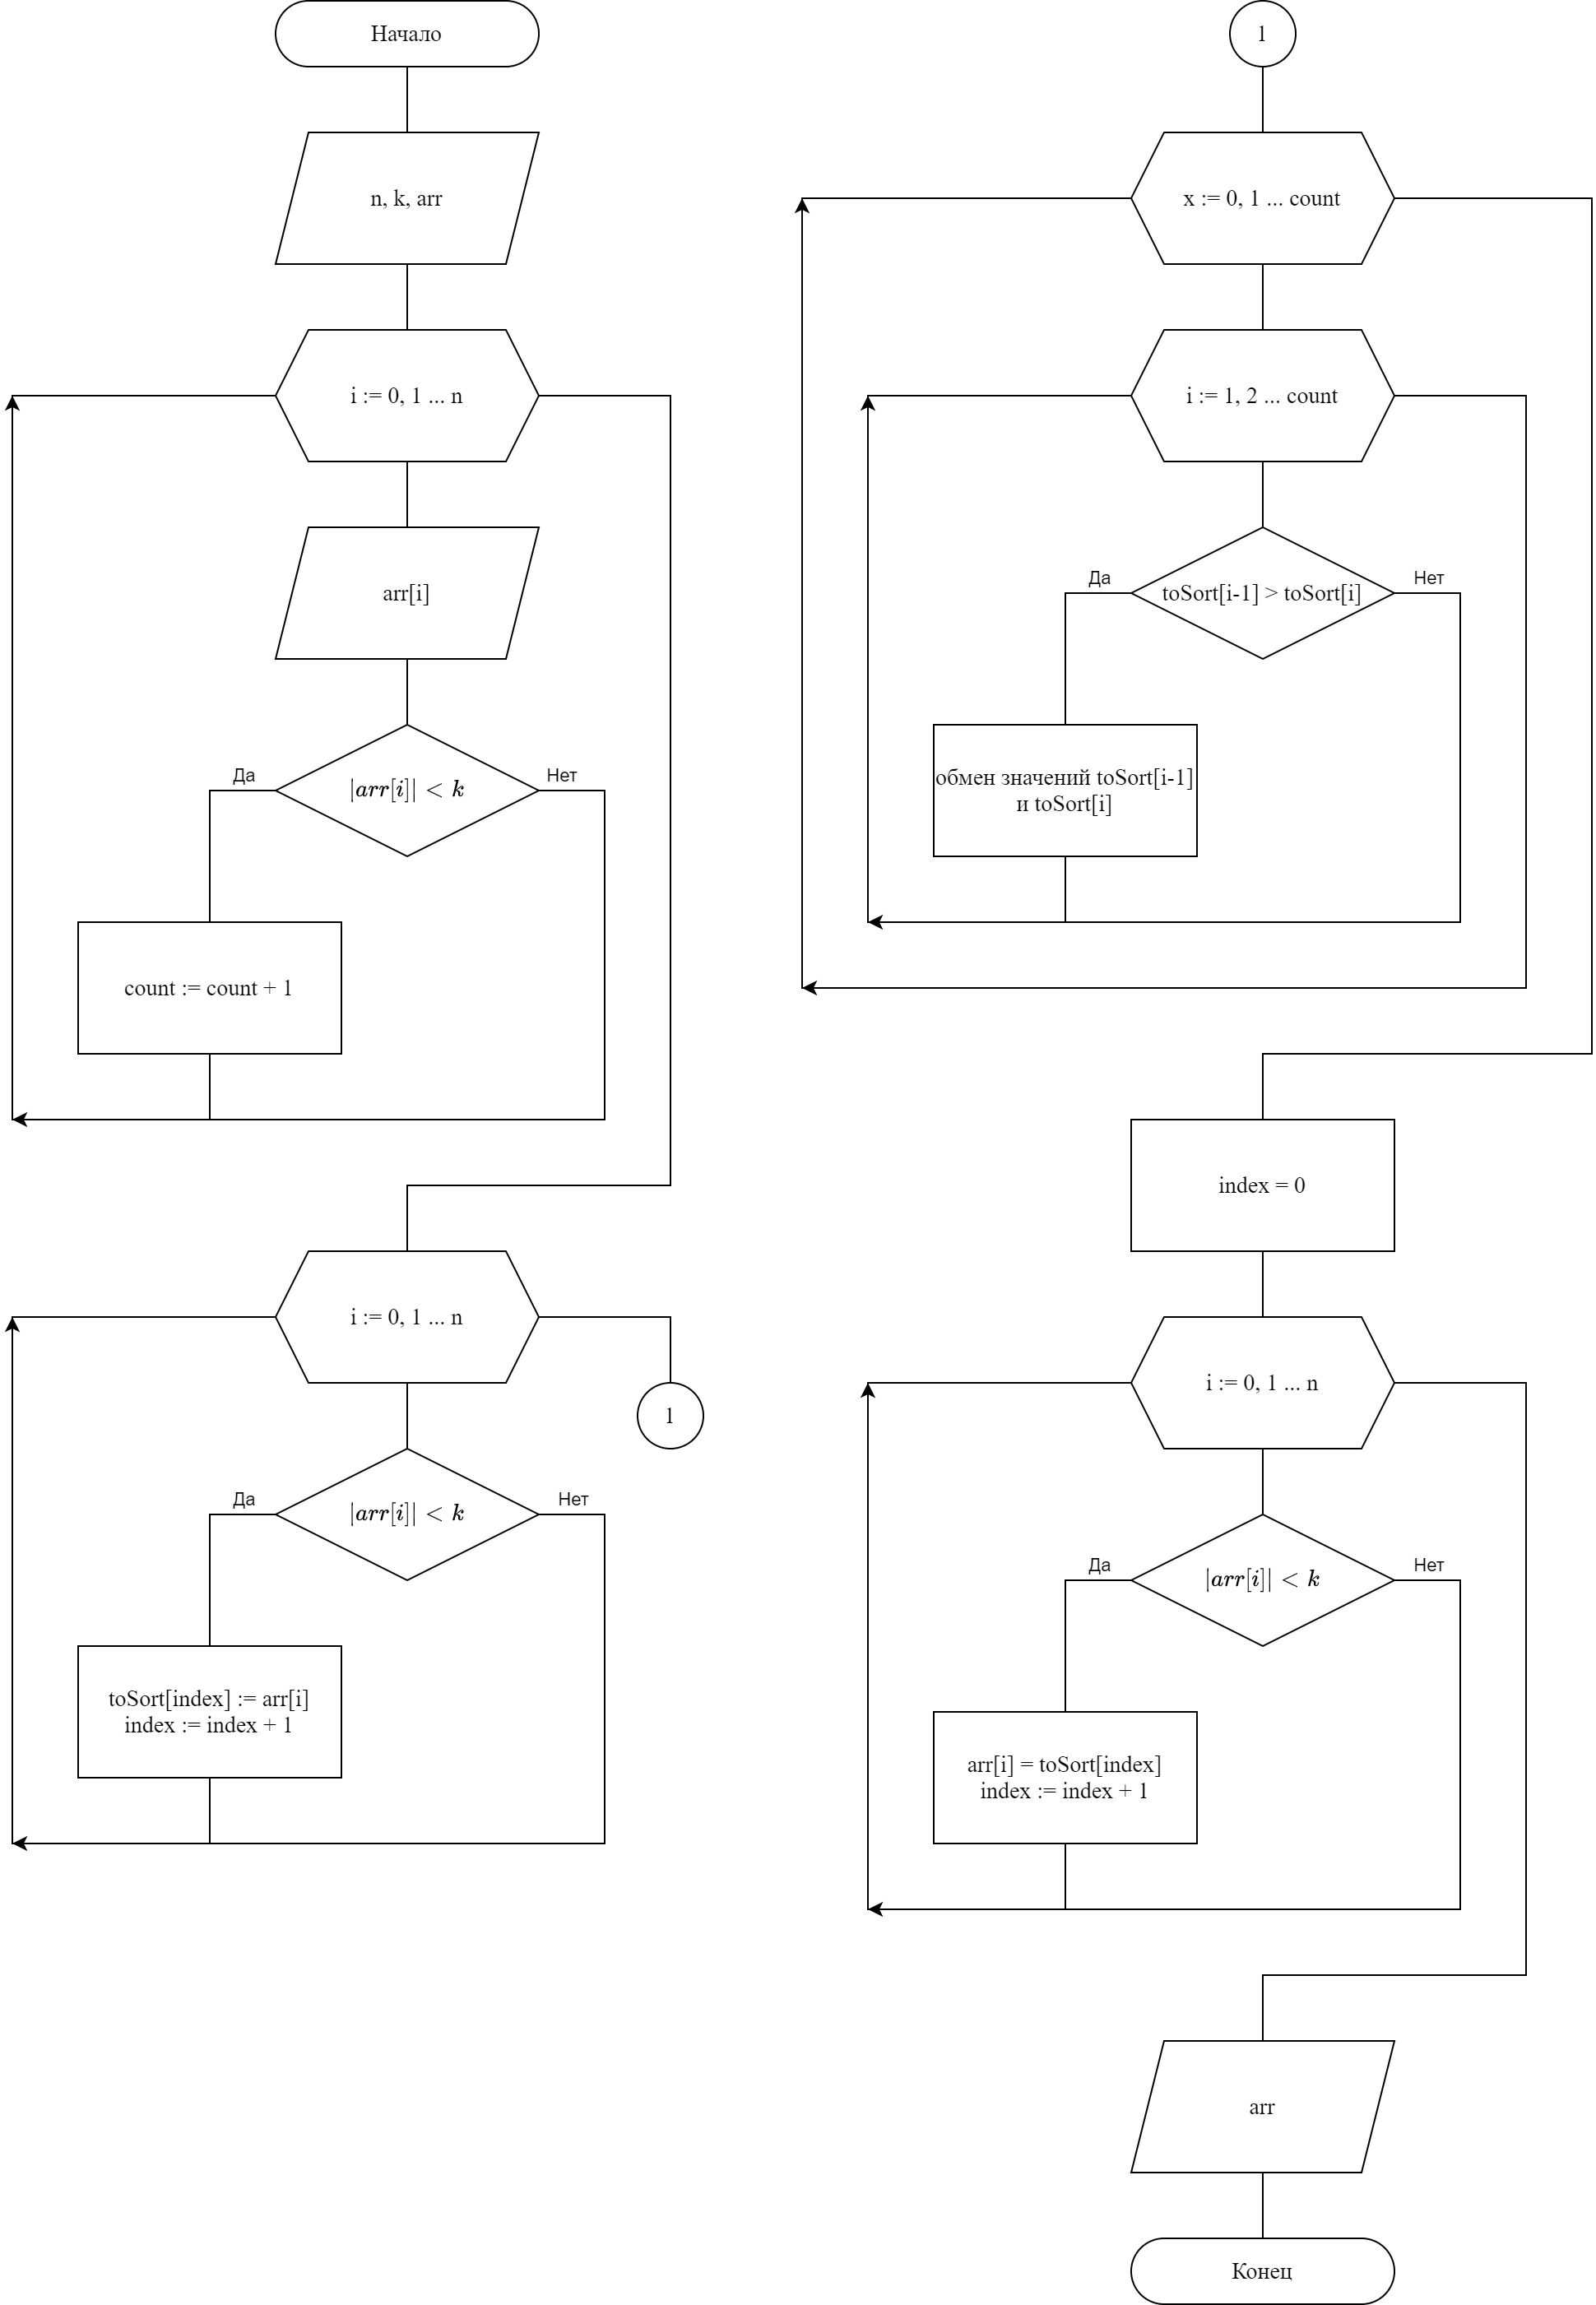 Начало
n, k, arr
i := 0, 1 ... n
arr[i]
|arr[i]| < k
Да
Нет
count := count + 1
i := 0, 1 ... n
1
|arr[i]| < k
Да
Нет
toSort[index] := arr[i]
index := index + 1
1
x := 0, 1 ... count
i := 1, 2 ... count
toSort[i-1] > toSort[i]
Да
Нет
обмен значений toSort[i-1]
и toSort[i]
index = 0
i := 0, 1 ... n
|arr[i]| < k
Да
Нет
arr[i] = toSort[index]
index := index + 1
arr
Конец